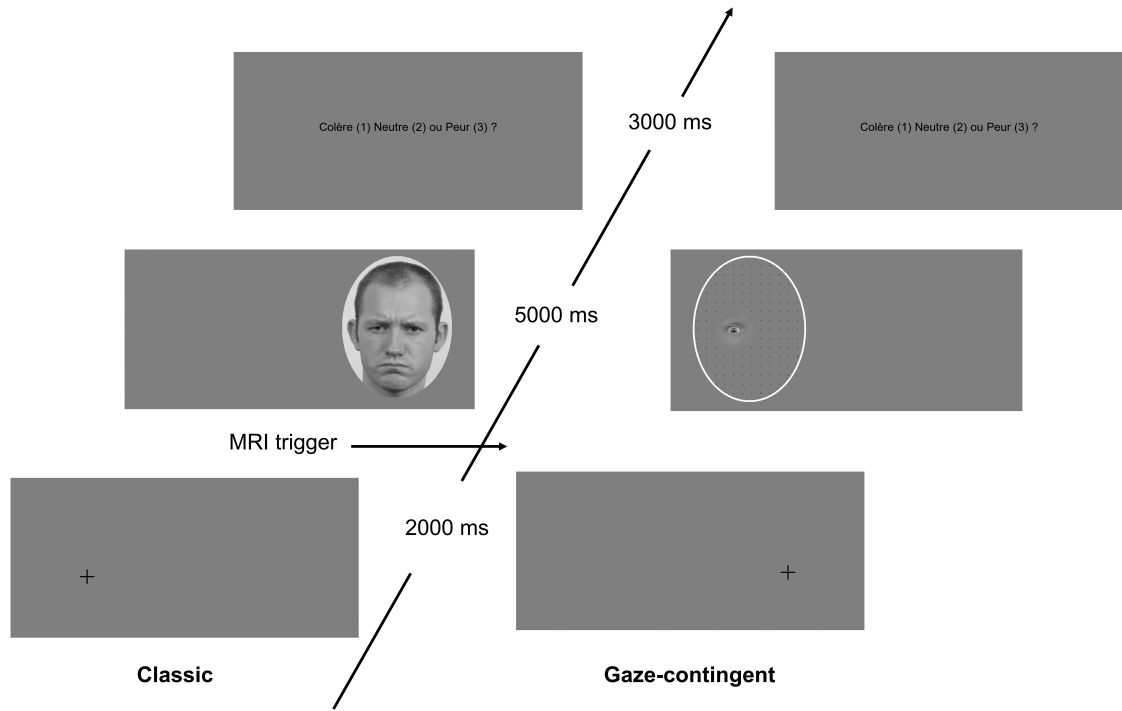 Colère (1) Neutre (2) ou Peur (3) ?
3000 ms
Colère (1) Neutre (2) ou Peur (3) ?
5000 ms
MRI trigger
2000 ms
Classic
Gaze-contingent